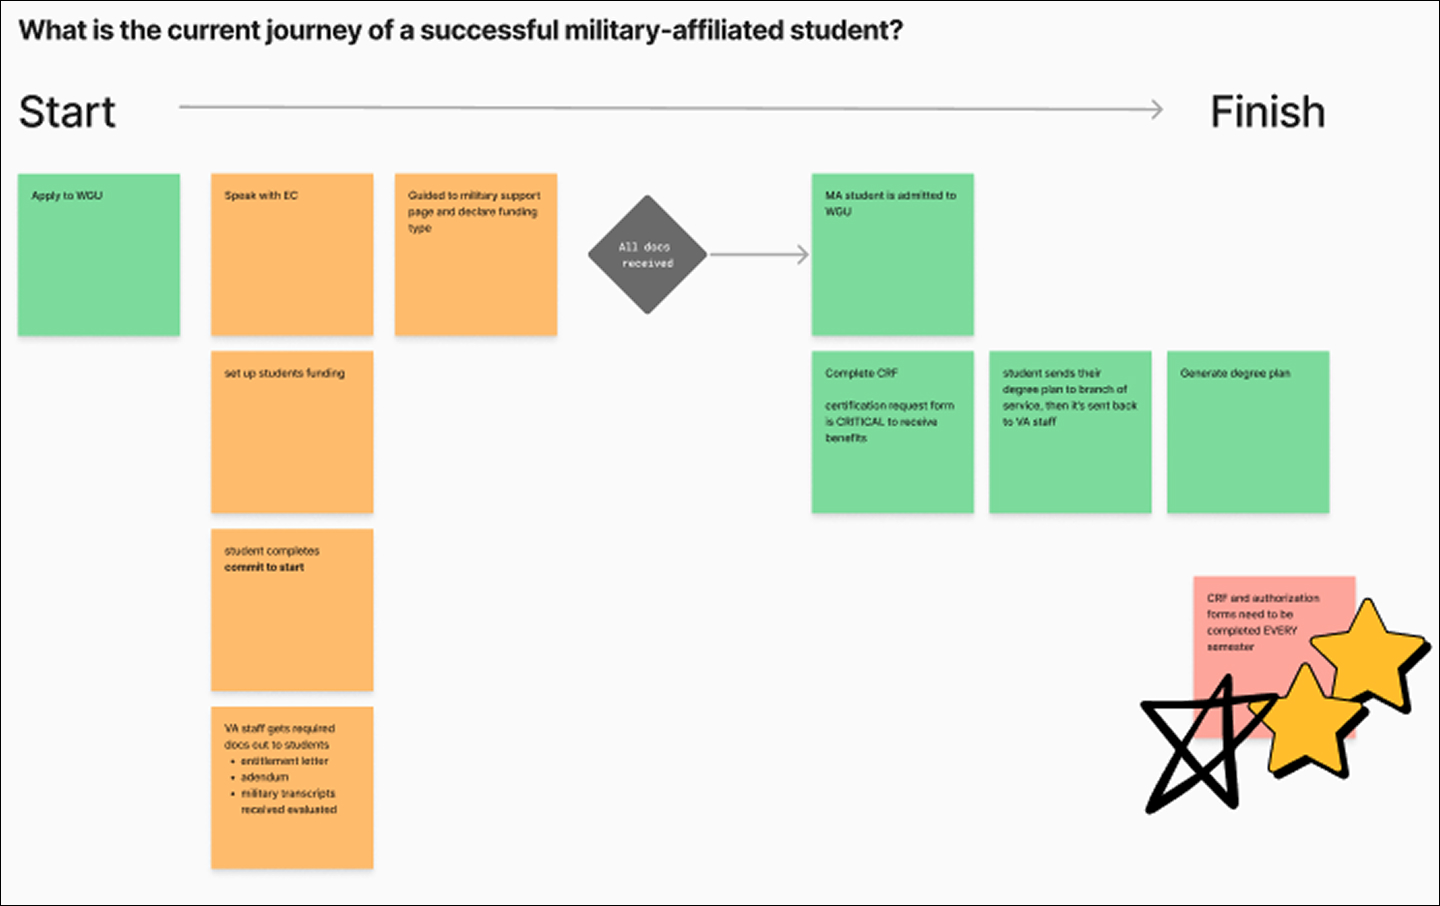 What is the current journey of a successful military-affiliated student?
Start
Finish
Apply to WGU
Speak with EC
Guided to military support
page and declare funding
type
All docs
received
MA student is admitted to
WGU
set up students funding
Complete CRF
certification request form
is CRITICAL to receive
benefits
student sends their
degree plan to branch of
service, then it's sent back
to VA staff
Generate degree plan
student completes
commit to start
CRF and authorization
forms need to be
completed EVERY
semester
VA staff gets required
docs out to students
• entitlement letter
• adendum
• military transcripts
received evaluated